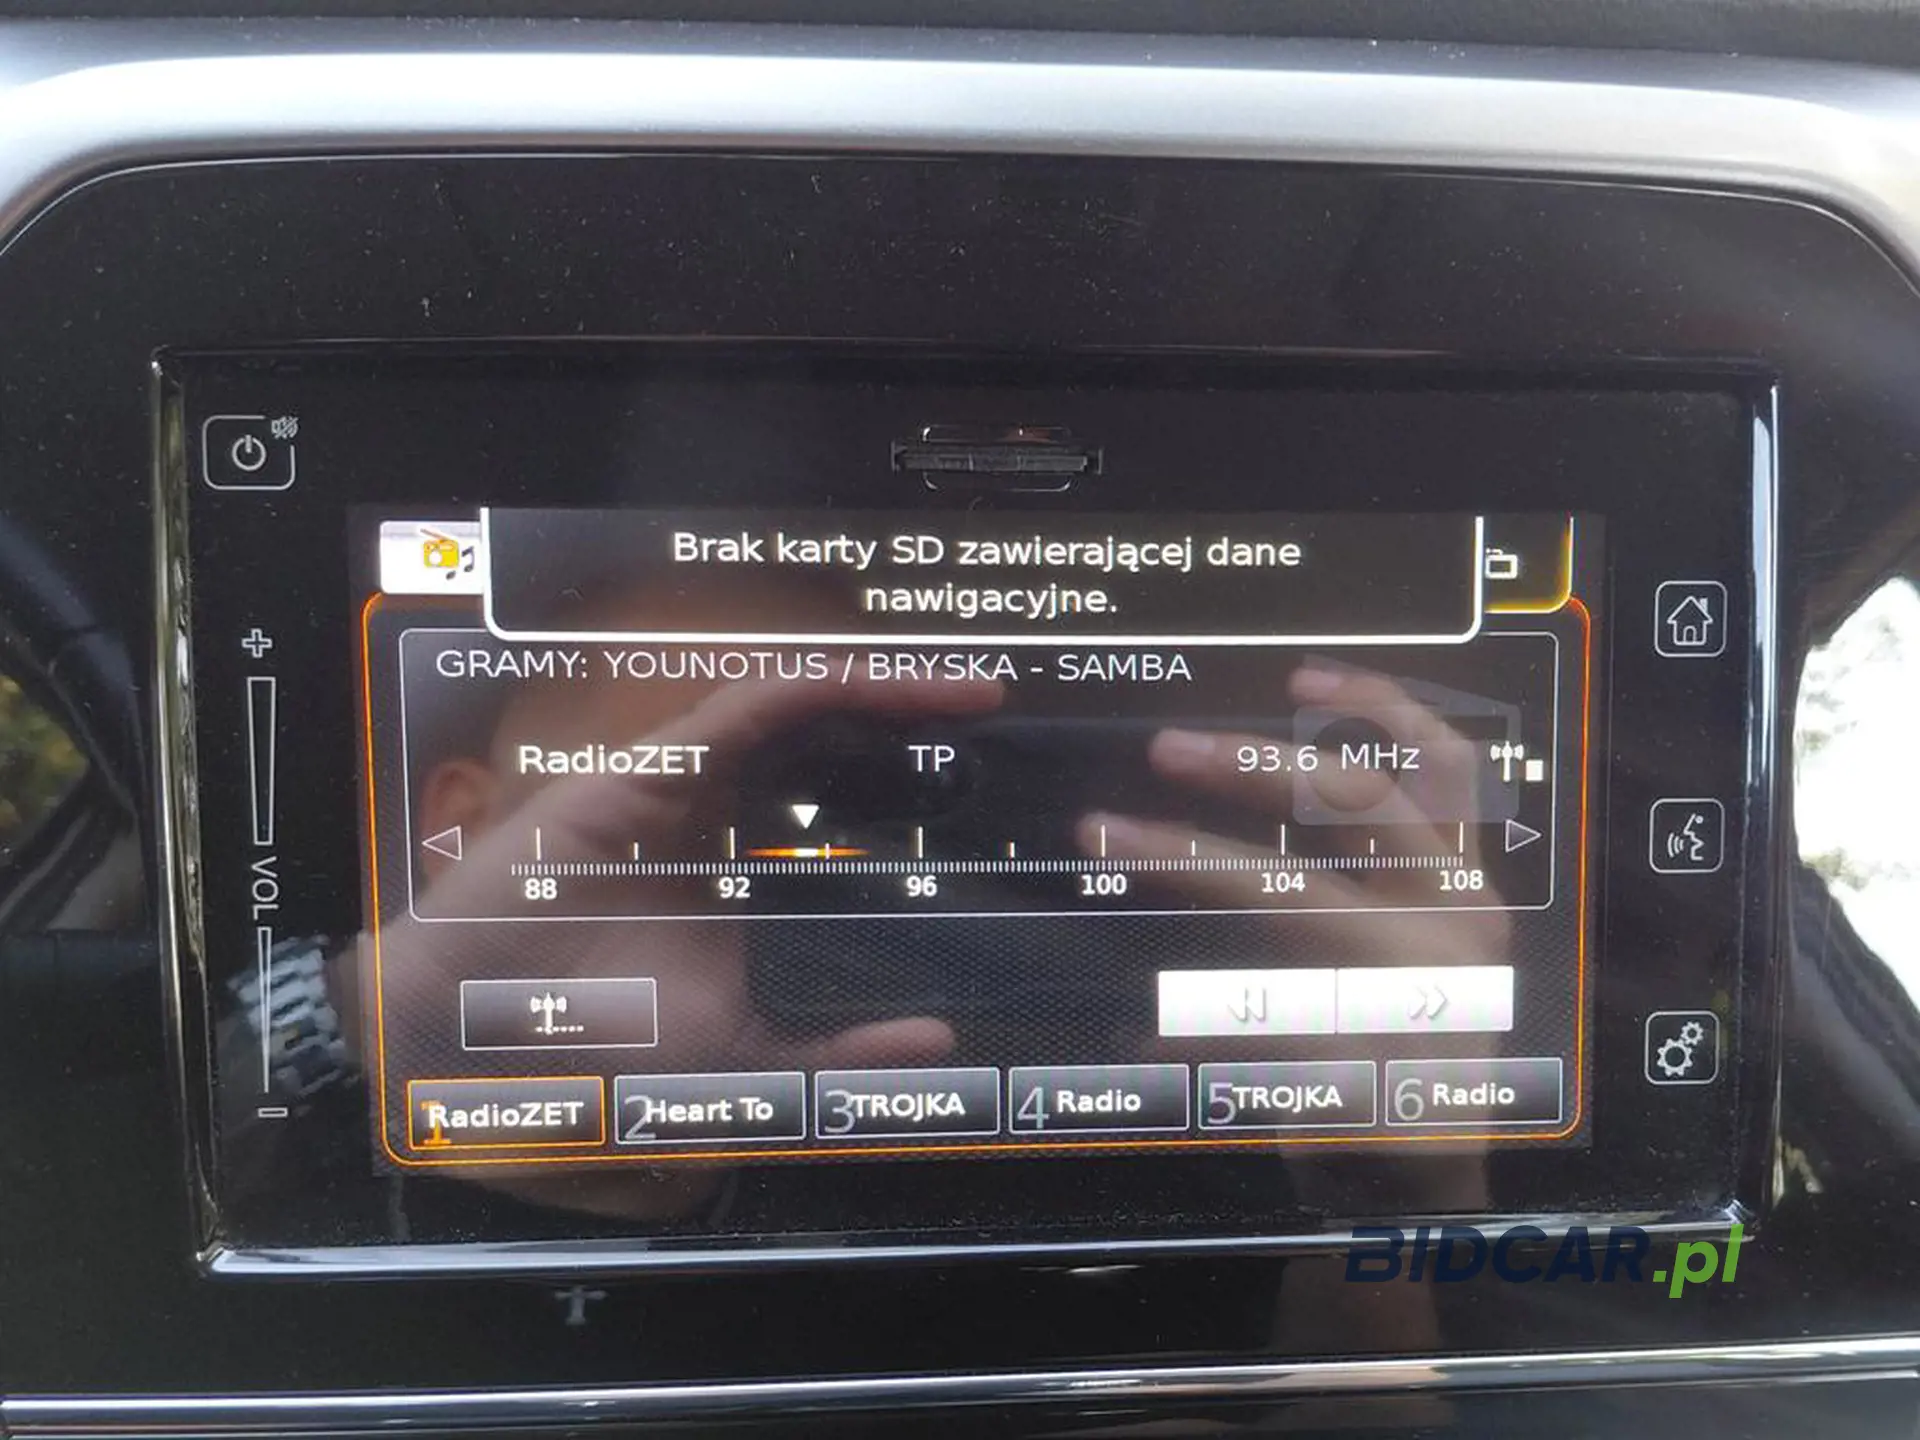 Brak karty SD zawierającej dane
nawigacyjne.
GRAMY: YOUNOTUS / BRYSKA - SAMBA
RadioZET TP 93.6 MHz
88 92 96 100 104 108
VOL
1 RadioZET 2 Heart To 3 TROJKA 4 Radio 5 TROJKA 6 Radio
BIDCAR.pl